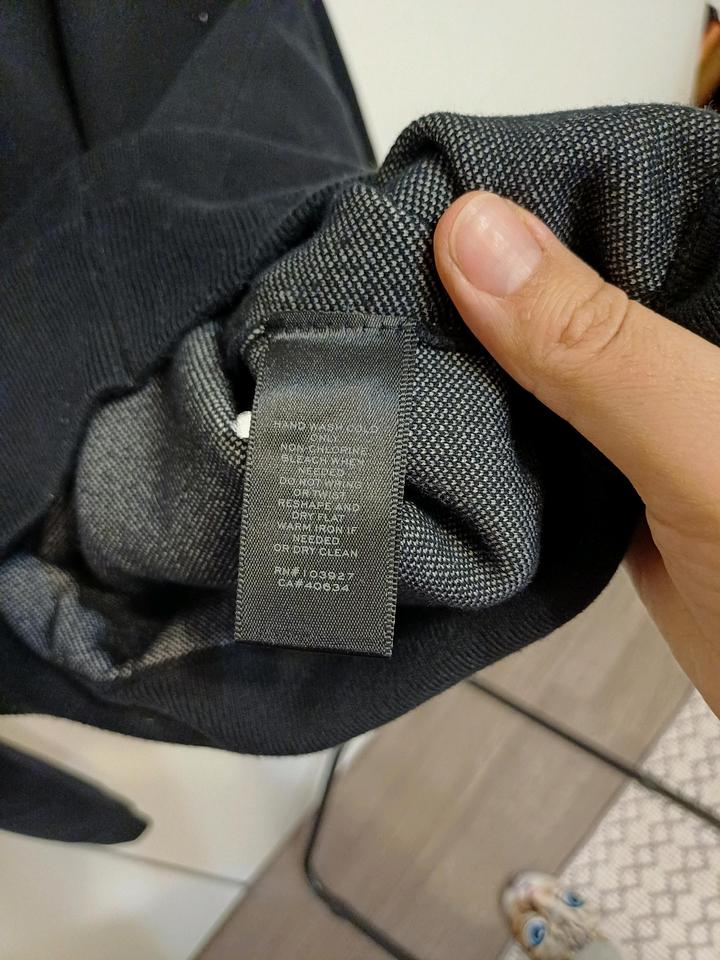 HAND WASH COLD
ONLY
NON-CHLORINE
BLEACH WHEN
NEEDED
DO NOT WRING
OR TWIST
RESHAPE AND
DRY FLAT
WARM IRON IF
NEEDED
OR DRY CLEAN
RN#103927
CA#40634